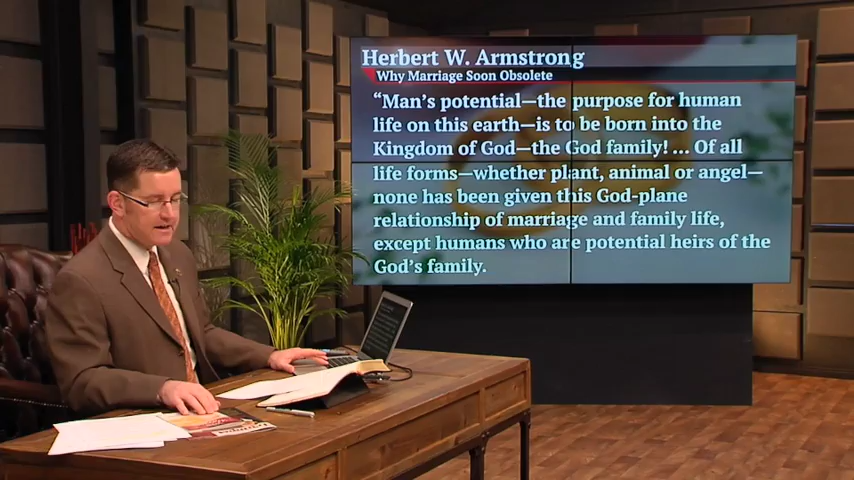 Herbert W. Armstrong
Why Marriage Soon Obsolete
“Man’s potential—the purpose for human
life on this earth—is to be born into the
Kingdom of God—the God family! ... Of all
life forms—whether plant, animal or angel—
none has been given this God-plane
relationship of marriage and family life,
except humans who are potential heirs of the
God’s family.